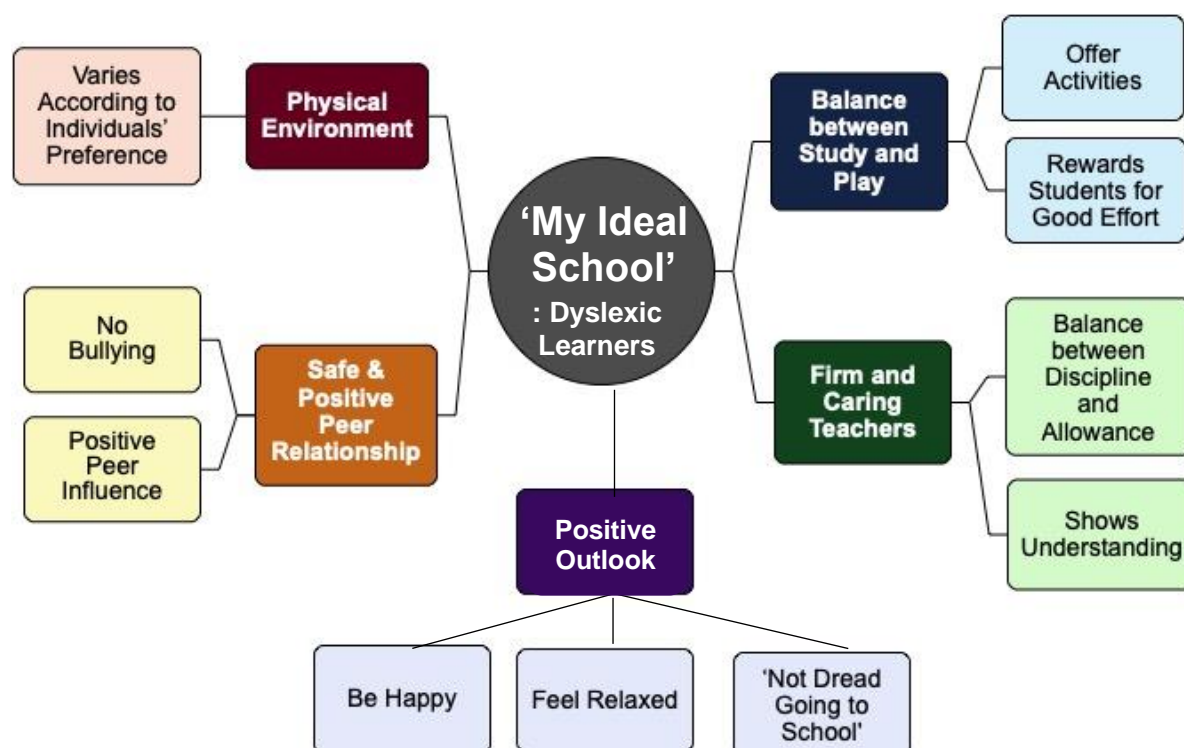 'My Ideal
School'
: Dyslexic
Learners
Physical
Environment
Varies
According to
Individuals'
Preference
Safe &
Positive
Peer
Relationship
No
Bullying
Positive
Peer
Influence
Balance
between
Study and
Play
Offer
Activities
Rewards
Students for
Good Effort
Firm and
Caring
Teachers
Balance
between
Discipline
and
Allowance
Shows
Understanding
Positive
Outlook
Be Happy
Feel Relaxed
'Not Dread
Going to
School'